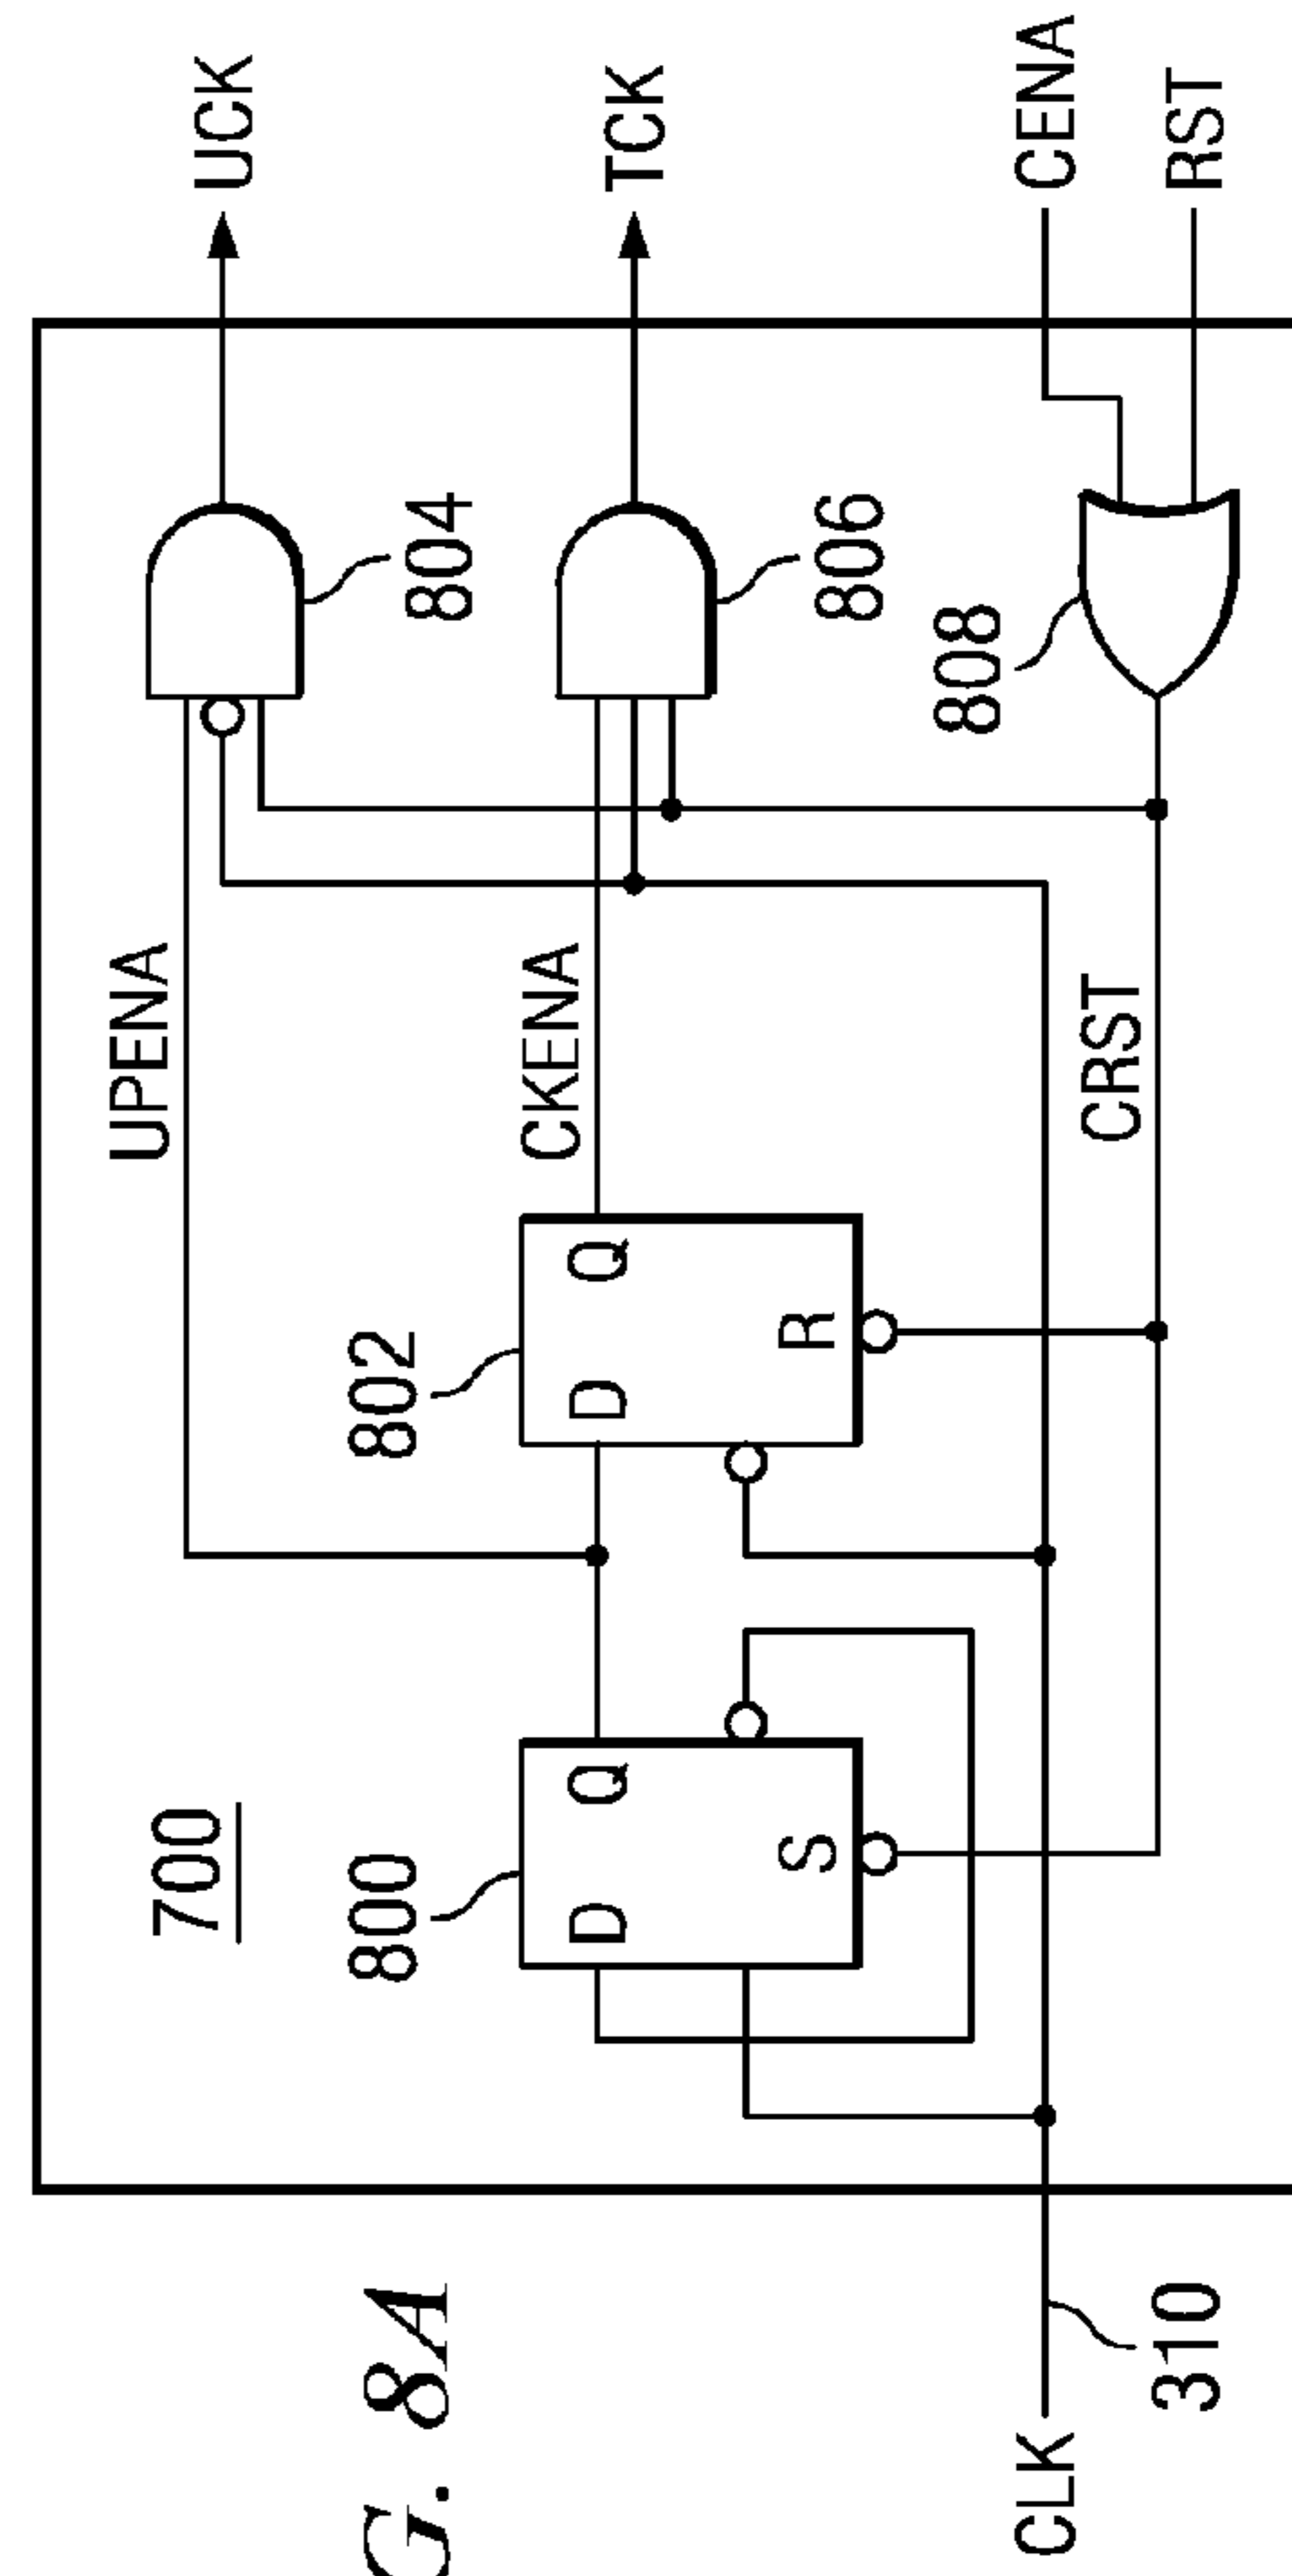 UPENA
700
UCK
G. 8A
800
802
804
CKENA
D Q
D Q
TCK
S
R
806
808
CLK
CENA
CRST
310
RST